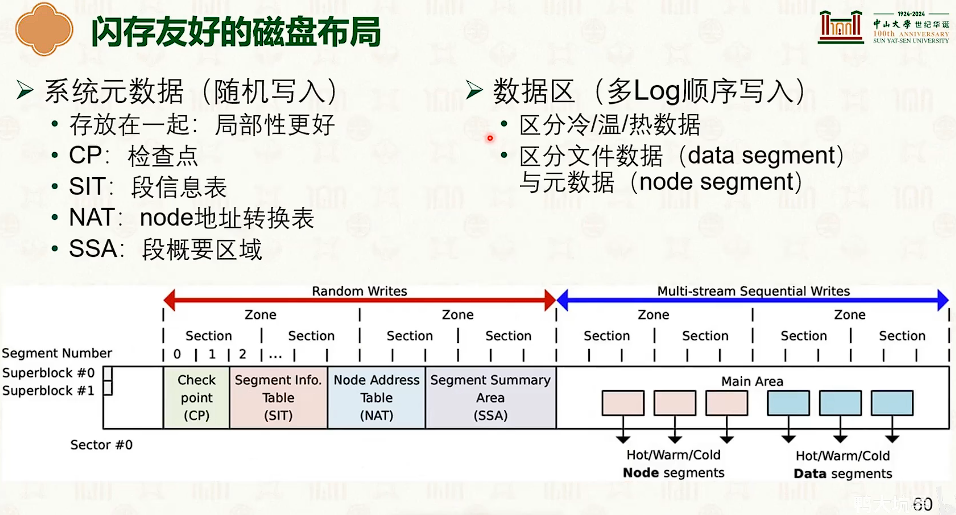 闪存友好的磁盘布局
1924-2024
中山大學 世纪华诞
100th ANNIVERSARY
SUN YAT-SEN UNIVERSITY
➢ 系统元数据（随机写入）
• 存放在一起：局部性更好
• CP：检查点
• SIT：段信息表
• NAT：node地址转换表
• SSA：段概要区域
➢ 数据区（多Log顺序写入）
• 区分冷/温/热数据
• 区分文件数据（data segment）
与元数据（node segment）
Random Writes
Multi-stream Sequential Writes
Zone Zone Zone Zone
Section Section Section Section Section Section Section Section
Segment Number 0 1 2 ...
Superblock #0
Superblock #1
Check
point
(CP)
Segment Info.
Table
(SIT)
Node Address
Table
(NAT)
Segment Summary
Area
(SSA)
Main Area
Sector #0
Hot/Warm/Cold
Node segments
Hot/Warm/Cold
Data segments
60